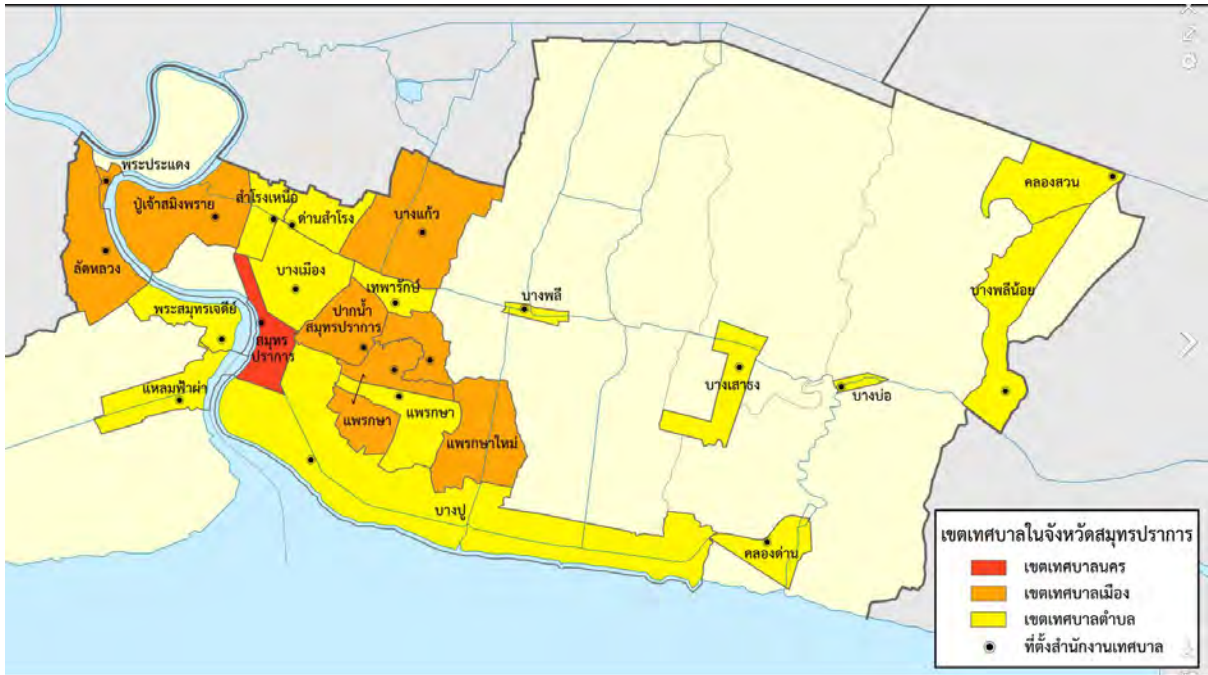 พระประแดง
ปู่เจ้าสมิงพราย
สำโรงเหนือ
ด่านสำโรง
บางแก้ว
คลองสวน
ลัดหลวง
บางเมือง
เทพารักษ์
บางพลี
บางพลีน้อย
พระสมุทรเจดีย์
ปากน้ำ
สมุทรปราการ
สมุทร
ปราการ
แหลมฟ้าผ่า
บางเสาธง
บางบ่อ
แพรกษา
แพรกษา
แพรกษาใหม่
บางปู
คลองด่าน
เขตเทศบาลในจังหวัดสมุทรปราการ
เขตเทศบาลนคร
เขตเทศบาลเมือง
เขตเทศบาลตำบล
ที่ตั้งสำนักงานเทศบาล